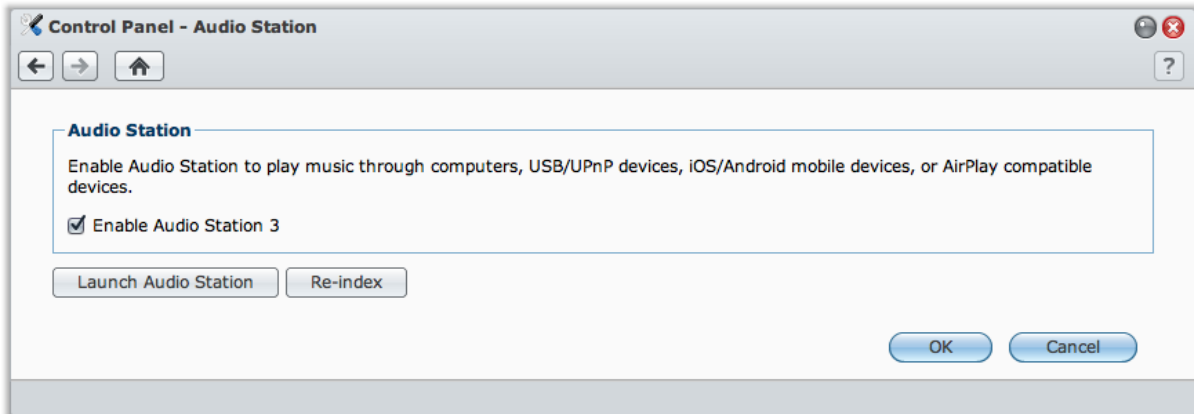 Control Panel - Audio Station
?
Audio Station
Enable Audio Station to play music through computers, USB/UPnP devices, iOS/Android mobile devices, or AirPlay compatible
devices.
Enable Audio Station 3
Launch Audio Station Re-index
OK Cancel